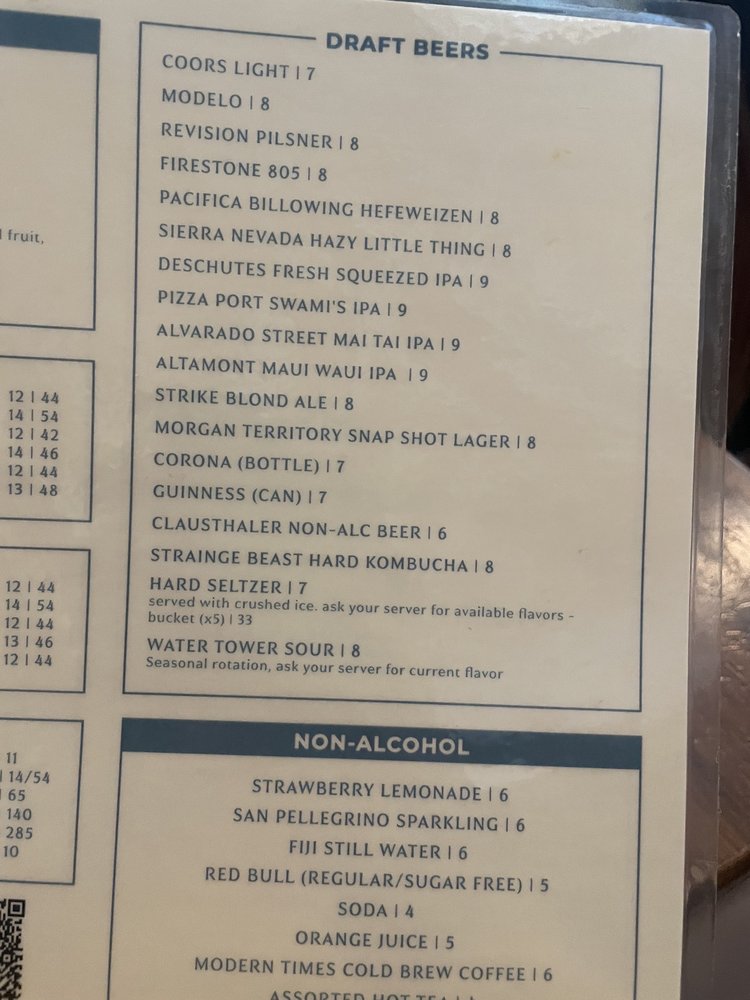 DRAFT BEERS
COORS LIGHT | 7
MODELO | 8
REVISION PILSNER | 8
FIRESTONE 805 | 8
PACIFICA BILLOWING HEFEWEIZEN | 8
SIERRA NEVADA HAZY LITTLE THING | 8
DESCHUTES FRESH SQUEEZED IPA | 9
PIZZA PORT SWAMI'S IPA | 9
ALVARADO STREET MAI TAI IPA | 9
ALTAMONT MAUI WAUI IPA | 9
STRIKE BLOND ALE | 8
MORGAN TERRITORY SNAP SHOT LAGER | 8
CORONA (BOTTLE) | 7
GUINNESS (CAN) | 7
CLAUSTHALER NON-ALC BEER | 6
STRAINGE BEAST HARD KOMBUCHA | 8
HARD SELTZER | 7
served with crushed ice. ask your server for available flavors -
bucket (x5) | 33
WATER TOWER SOUR | 8
Seasonal rotation, ask your server for current flavor
NON-ALCOHOL
STRAWBERRY LEMONADE | 6
SAN PELLEGRINO SPARKLING | 6
FIJI STILL WATER | 6
RED BULL (REGULAR/SUGAR FREE) | 5
SODA | 4
ORANGE JUICE | 5
MODERN TIMES COLD BREW COFFEE | 6
ASSORTED HOT TEA
fruit,
12 | 44
14 | 54
12 | 42
14 | 46
12 | 44
13 | 48
12 | 44
14 | 54
12 | 44
13 | 46
12 | 44
11
| 14/54
| 65
140
285
10